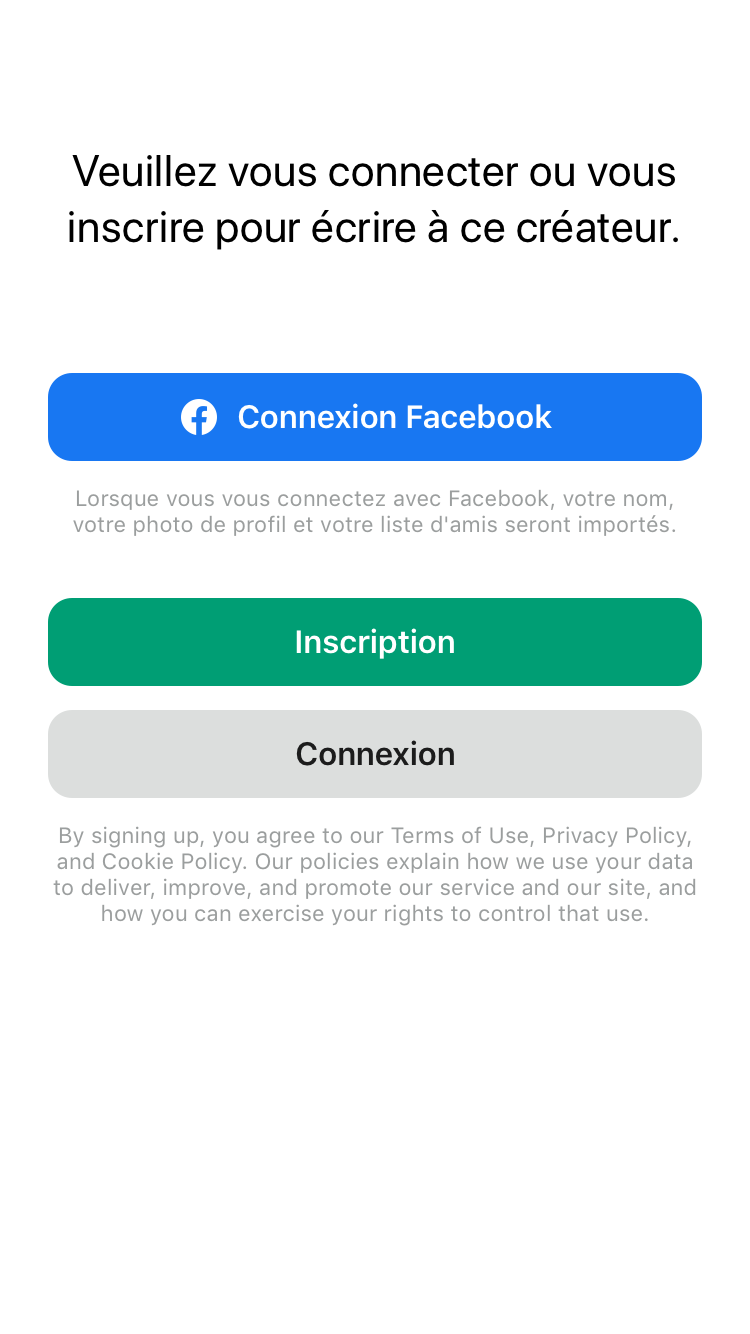 Veuillez vous connecter ou vous
inscrire pour écrire à ce créateur.
Connexion Facebook
Lorsque vous vous connectez avec Facebook, votre nom,
votre photo de profil et votre liste d'amis seront importés.
Inscription
Connexion
By signing up, you agree to our Terms of Use, Privacy Policy,
and Cookie Policy. Our policies explain how we use your data
to deliver, improve, and promote our service and our site, and
how you can exercise your rights to control that use.